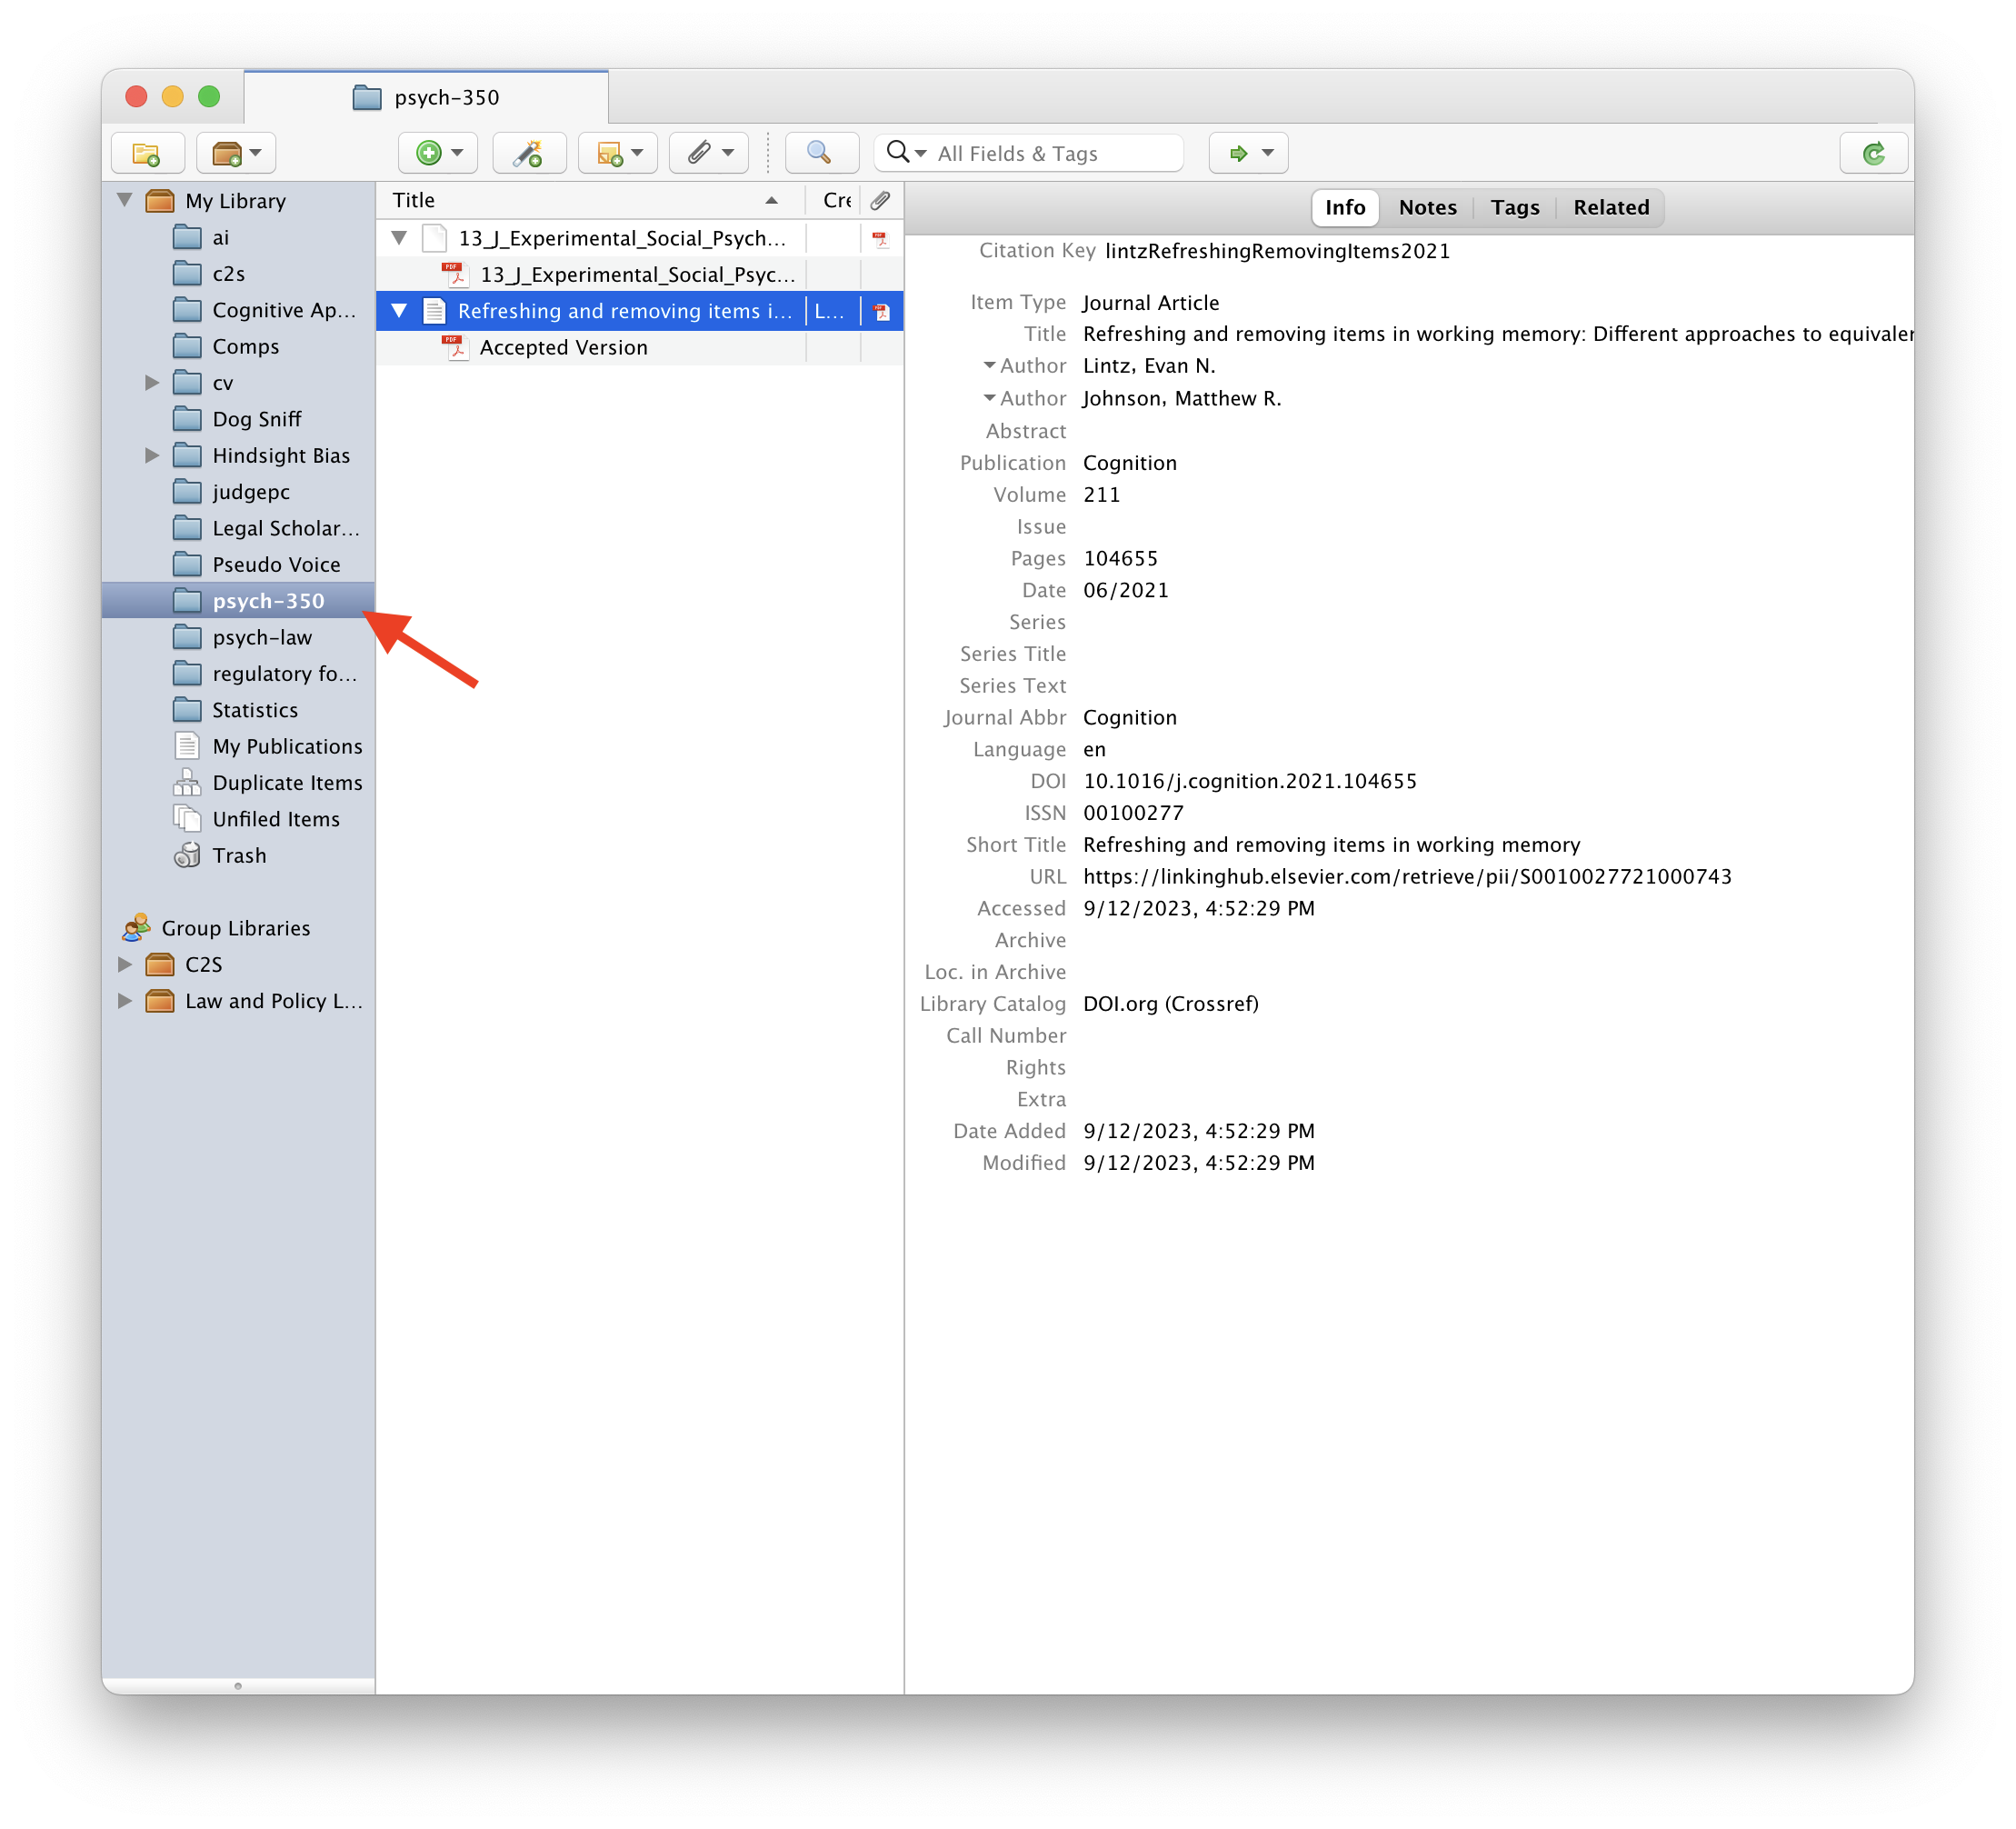 psych-350
All Fields & Tags
My Library
ai
c2s
Cognitive Ap...
Comps
cv
Dog Sniff
Hindsight Bias
judgepc
Legal Scholar...
Pseudo Voice
psych-350
psych-law
regulatory fo...
Statistics
My Publications
Duplicate Items
Unfiled Items
Trash
Group Libraries
C2S
Law and Policy L...
Title Cre
13_J_Experimental_Social_Psych...
13_J_Experimental_Social_Psyc...
Refreshing and removing items i... L...
Accepted Version
Info Notes Tags Related
Citation Key lintzRefreshingRemovingItems2021
Item Type Journal Article
Title Refreshing and removing items in working memory: Different approaches to equivaler
Author Lintz, Evan N.
Author Johnson, Matthew R.
Abstract
Publication Cognition
Volume 211
Issue
Pages 104655
Date 06/2021
Series
Series Title
Series Text
Journal Abbr Cognition
Language en
DOI 10.1016/j.cognition.2021.104655
ISSN 00100277
Short Title Refreshing and removing items in working memory
URL https://linkinghub.elsevier.com/retrieve/pii/S0010027721000743
Accessed 9/12/2023, 4:52:29 PM
Archive
Loc. in Archive
Library Catalog DOI.org (Crossref)
Call Number
Rights
Extra
Date Added 9/12/2023, 4:52:29 PM
Modified 9/12/2023, 4:52:29 PM